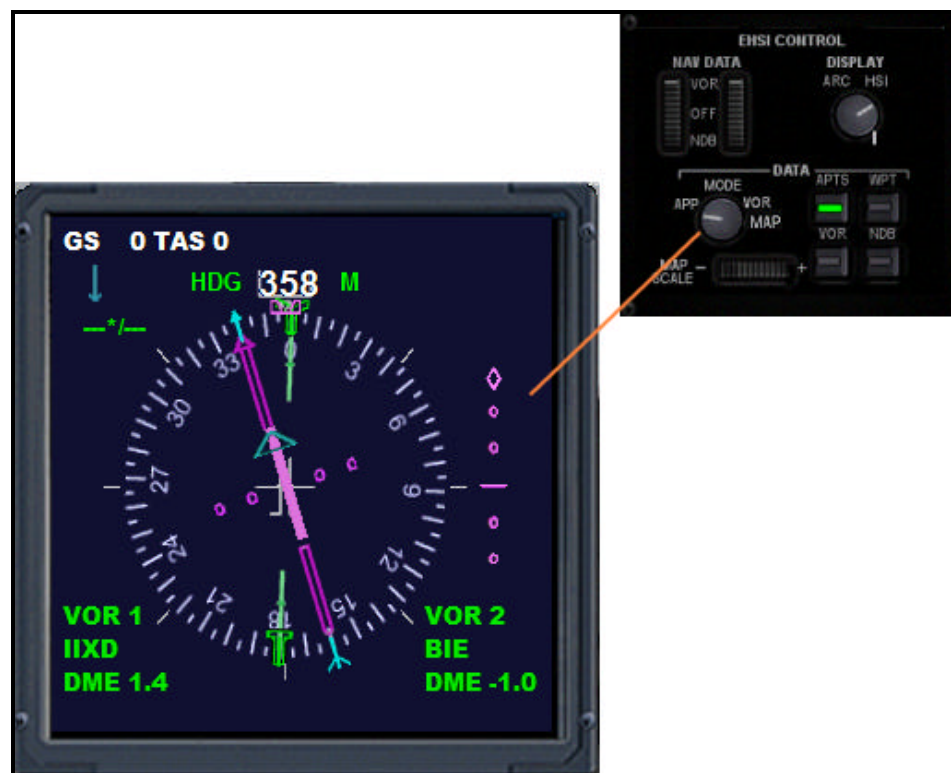 EHSI CONTROL
NAV DATA
DISPLAY
VOR
OFF
NDB
ARC HSI
DATA
MODE
APP
VOR
MAP
APTS
WPT
VOR
NDB
MAP
SCALE
- +
GS 0 TAS 0
HDG 358 M
---*/---
0
3
6
9
12
15
18
21
24
27
30
33
VOR 1
IIXD
DME 1.4
VOR 2
BIE
DME -1.0